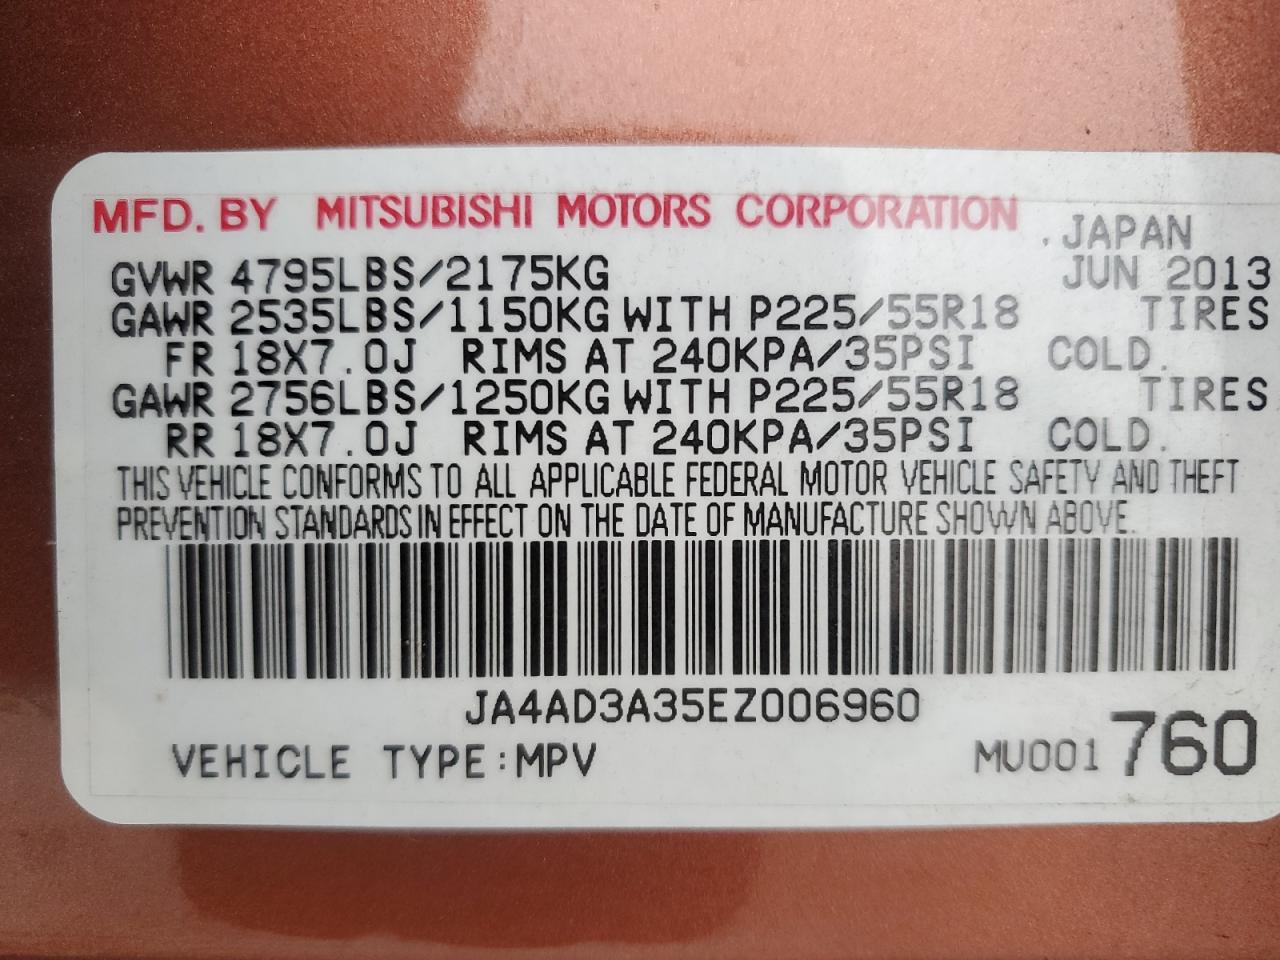 MFD. BY MITSUBISHI MOTORS CORPORATION .JAPAN
GVWR 4795LBS/2175KG JUN 2013
GAWR 2535LBS/1150KG WITH P225/55R18 TIRES
FR 18X7.0J RIMS AT 240KPA/35PSI COLD.
GAWR 2756LBS/1250KG WITH P225/55R18 TIRES
RR 18X7.0J RIMS AT 240KPA/35PSI COLD.
THIS VEHICLE CONFORMS TO ALL APPLICABLE FEDERAL MOTOR VEHICLE SAFETY AND THEFT
PREVENTION STANDARDS IN EFFECT ON THE DATE OF MANUFACTURE SHOWN ABOVE.
JA4AD3A35EZ006960
VEHICLE TYPE:MPV MU001 760